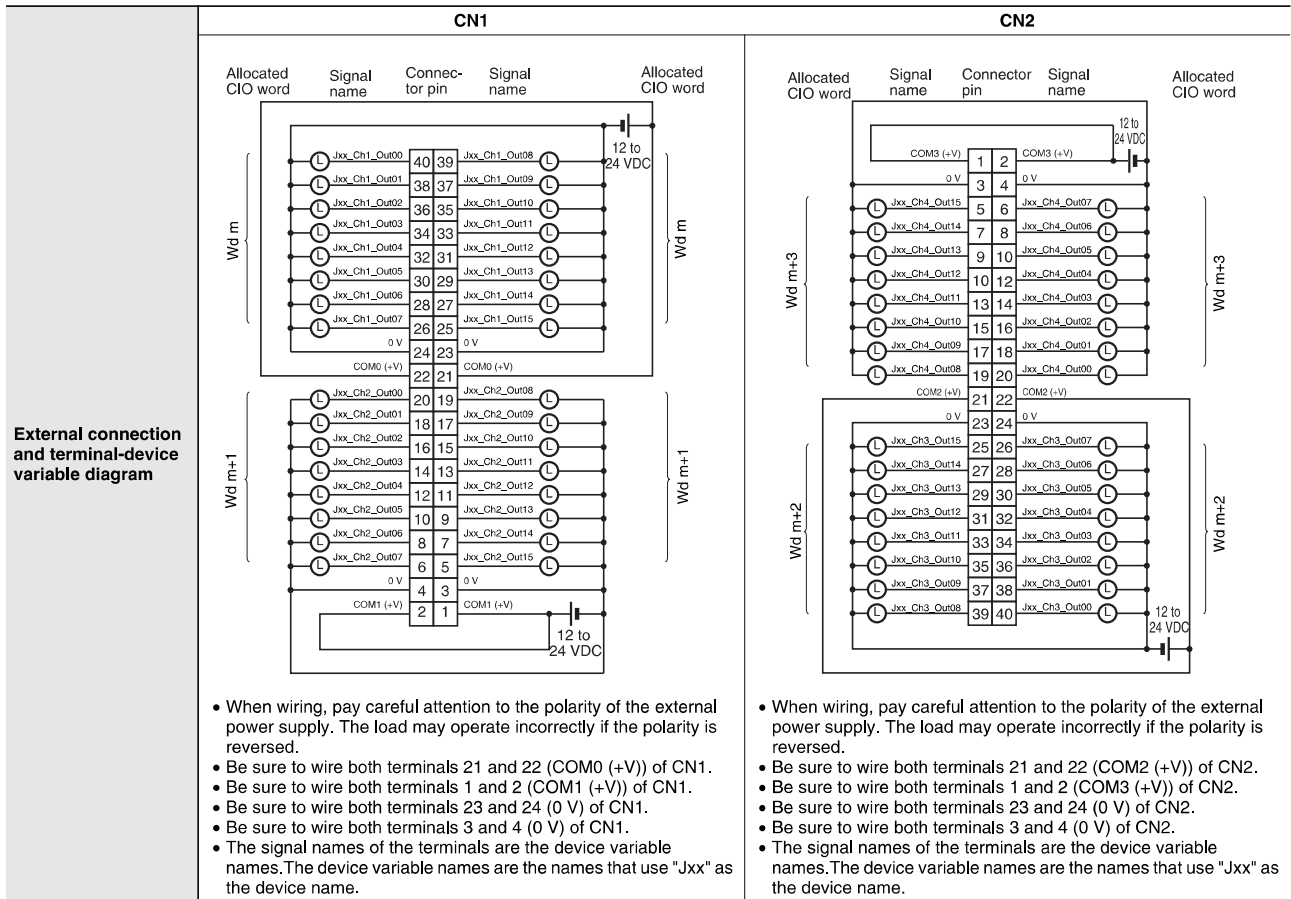 CN1
CN2
External connection
and terminal-device
variable diagram
Allocated CIO word
Signal name
Connec-tor pin
Signal name
Allocated CIO word
12 to
24 VDC
Wd m
Wd m
L Jxx_Ch1_Out00 40 39 Jxx_Ch1_Out08 L
L Jxx_Ch1_Out01 38 37 Jxx_Ch1_Out09 L
L Jxx_Ch1_Out02 36 35 Jxx_Ch1_Out10 L
L Jxx_Ch1_Out03 34 33 Jxx_Ch1_Out11 L
L Jxx_Ch1_Out04 32 31 Jxx_Ch1_Out12 L
L Jxx_Ch1_Out05 30 29 Jxx_Ch1_Out13 L
L Jxx_Ch1_Out06 28 27 Jxx_Ch1_Out14 L
L Jxx_Ch1_Out07 26 25 Jxx_Ch1_Out15 L
0 V 24 23 0 V
COM0 (+V) 22 21 COM0 (+V)
Wd m+1
Wd m+1
L Jxx_Ch2_Out00 20 19 Jxx_Ch2_Out08 L
L Jxx_Ch2_Out01 18 17 Jxx_Ch2_Out09 L
L Jxx_Ch2_Out02 16 15 Jxx_Ch2_Out10 L
L Jxx_Ch2_Out03 14 13 Jxx_Ch2_Out11 L
L Jxx_Ch2_Out04 12 11 Jxx_Ch2_Out12 L
L Jxx_Ch2_Out05 10 9 Jxx_Ch2_Out13 L
L Jxx_Ch2_Out06 8 7 Jxx_Ch2_Out14 L
L Jxx_Ch2_Out07 6 5 Jxx_Ch2_Out15 L
0 V 4 3 0 V
COM1 (+V) 2 1 COM1 (+V)
12 to
24 VDC
• When wiring, pay careful attention to the polarity of the external
power supply. The load may operate incorrectly if the polarity is
reversed.
• Be sure to wire both terminals 21 and 22 (COM0 (+V)) of CN1.
• Be sure to wire both terminals 1 and 2 (COM1 (+V)) of CN1.
• Be sure to wire both terminals 23 and 24 (0 V) of CN1.
• Be sure to wire both terminals 3 and 4 (0 V) of CN1.
• The signal names of the terminals are the device variable
names.The device variable names are the names that use "Jxx" as
the device name.
Allocated CIO word
Signal name
Connector pin
Signal name
Allocated CIO word
12 to
24 VDC
COM3 (+V) 1 2 COM3 (+V)
0 V 3 4 0 V
Wd m+3
Wd m+3
L Jxx_Ch4_Out15 5 6 Jxx_Ch4_Out07 L
L Jxx_Ch4_Out14 7 8 Jxx_Ch4_Out06 L
L Jxx_Ch4_Out13 9 10 Jxx_Ch4_Out05 L
L Jxx_Ch4_Out12 10 12 Jxx_Ch4_Out04 L
L Jxx_Ch4_Out11 13 14 Jxx_Ch4_Out03 L
L Jxx_Ch4_Out10 15 16 Jxx_Ch4_Out02 L
L Jxx_Ch4_Out09 17 18 Jxx_Ch4_Out01 L
L Jxx_Ch4_Out08 19 20 Jxx_Ch4_Out00 L
COM2 (+V) 21 22 COM2 (+V)
0 V 23 24 0 V
Wd m+2
Wd m+2
L Jxx_Ch3_Out15 25 26 Jxx_Ch3_Out07 L
L Jxx_Ch3_Out14 27 28 Jxx_Ch3_Out06 L
L Jxx_Ch3_Out13 29 30 Jxx_Ch3_Out05 L
L Jxx_Ch3_Out12 31 32 Jxx_Ch3_Out04 L
L Jxx_Ch3_Out11 33 34 Jxx_Ch3_Out03 L
L Jxx_Ch3_Out10 35 36 Jxx_Ch3_Out02 L
L Jxx_Ch3_Out09 37 38 Jxx_Ch3_Out01 L
L Jxx_Ch3_Out08 39 40 Jxx_Ch3_Out00 L
12 to
24 VDC
• When wiring, pay careful attention to the polarity of the external
power supply. The load may operate incorrectly if the polarity is
reversed.
• Be sure to wire both terminals 21 and 22 (COM2 (+V)) of CN2.
• Be sure to wire both terminals 1 and 2 (COM3 (+V)) of CN2.
• Be sure to wire both terminals 23 and 24 (0 V) of CN2.
• Be sure to wire both terminals 3 and 4 (0 V) of CN2.
• The signal names of the terminals are the device variable
names.The device variable names are the names that use "Jxx" as
the device name.